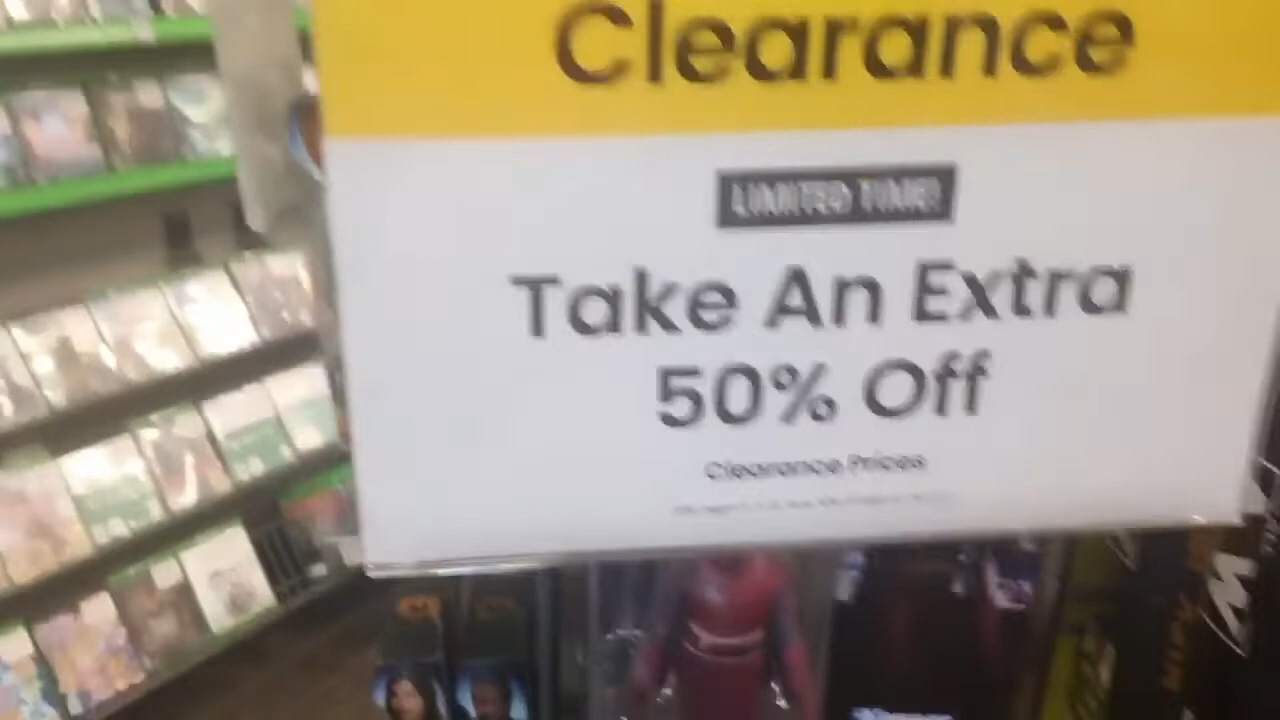 Clearance
LIMITED TIME!
Take An Extra
50% Off
Clearance Prices